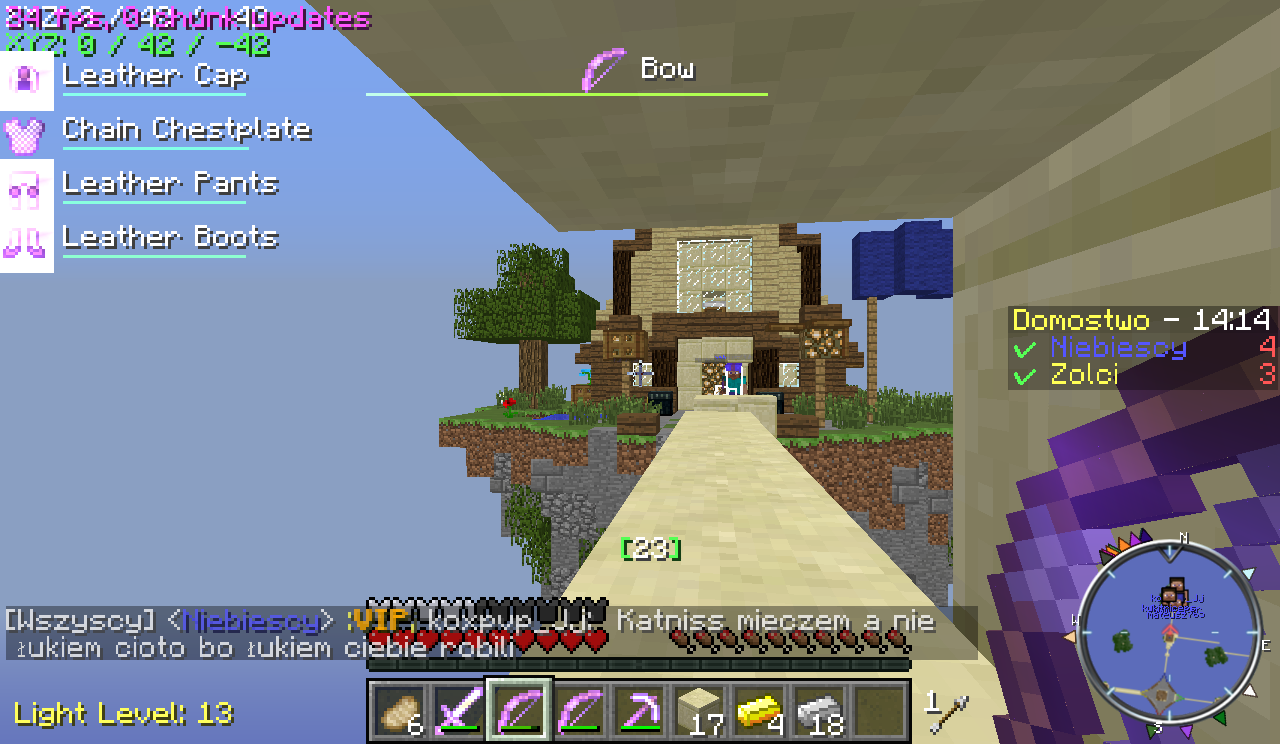 34 fps, 0 chunk updates
XYZ: 0 / 42 / -42
Leather Cap
Bow
Chain Chestplate
Leather Pants
Leather Boots
Domostwo - 14:14
✓ Niebiescy 4
✓ Zolci 3
[23]
[Wszyscy] <Niebiescy> :VIP, koxpvp_JJ: Katniss mieczem a nie
łukiem cioto bo łukiem ciebie robili
Light Level: 13
6 17 4 18 1
N
W
E
S